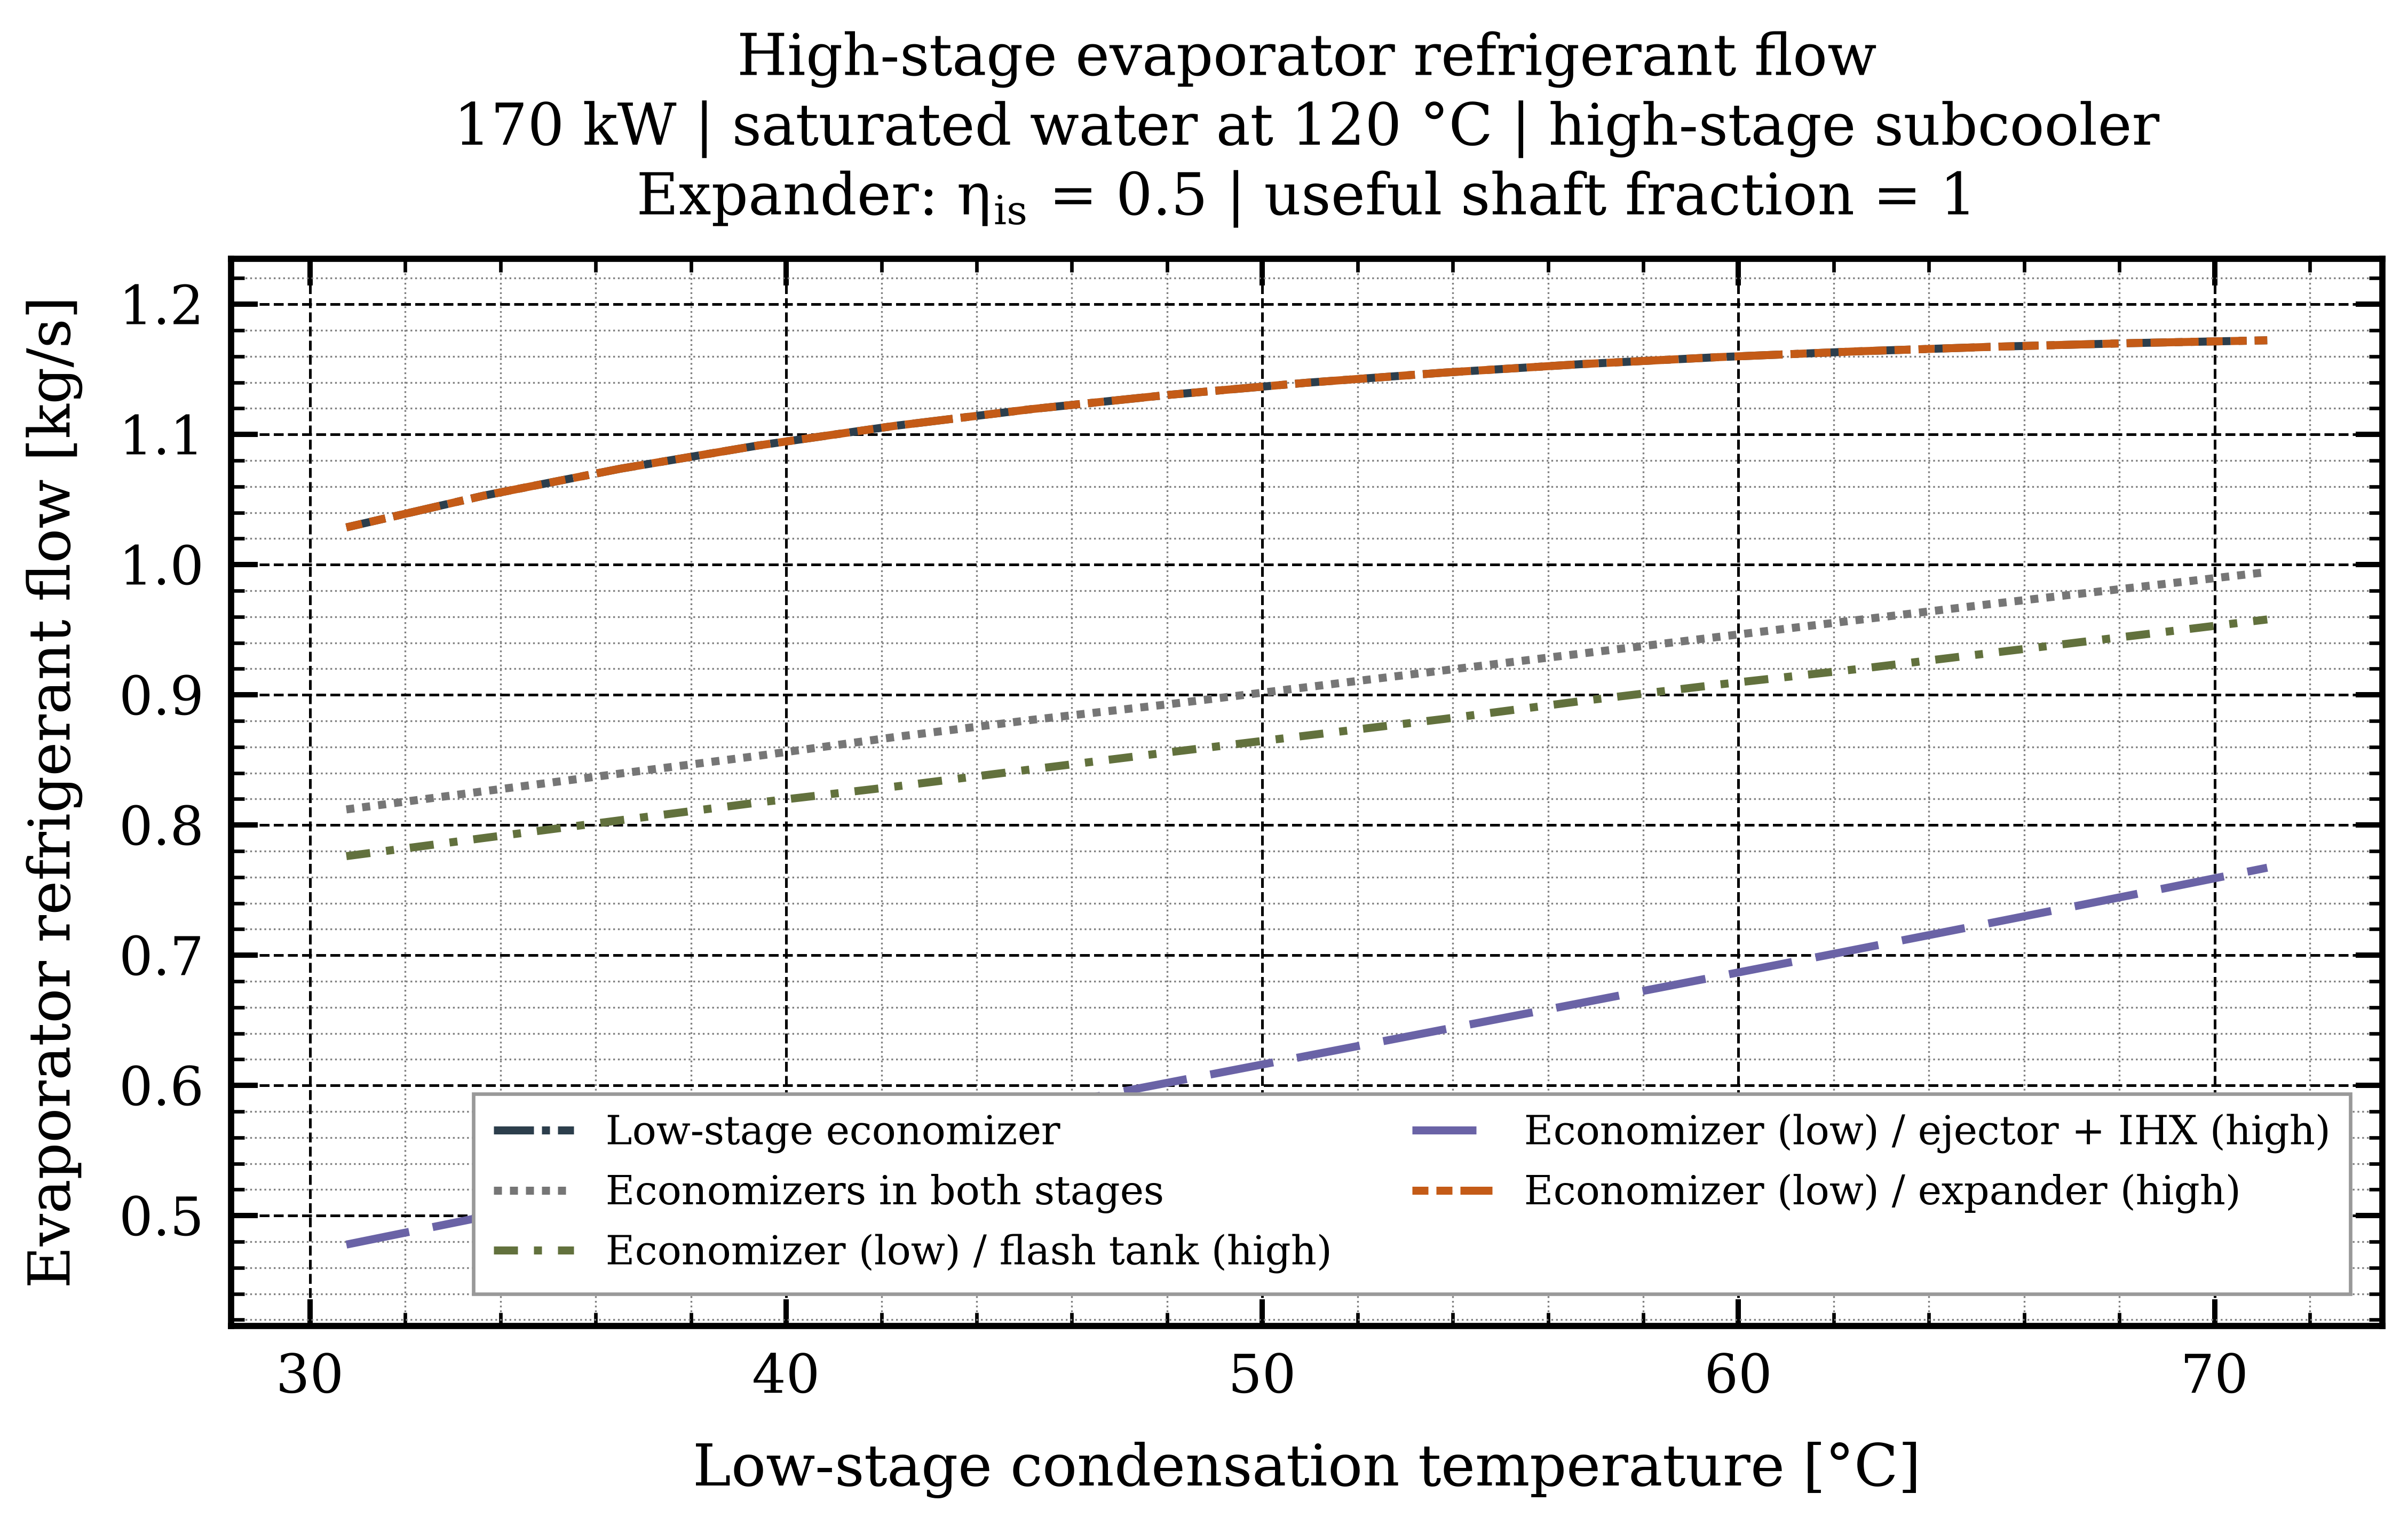 High-stage evaporator refrigerant flow
170 kW | saturated water at 120 °C | high-stage subcooler
Expander: ηis = 0.5 | useful shaft fraction = 1
Evaporator refrigerant flow [kg/s]
1.2
1.1
1.0
0.9
0.8
0.7
0.6
0.5
Low-stage economizer
Economizers in both stages
Economizer (low) / flash tank (high)
Economizer (low) / ejector + IHX (high)
Economizer (low) / expander (high)
30 40 50 60 70
Low-stage condensation temperature [°C]